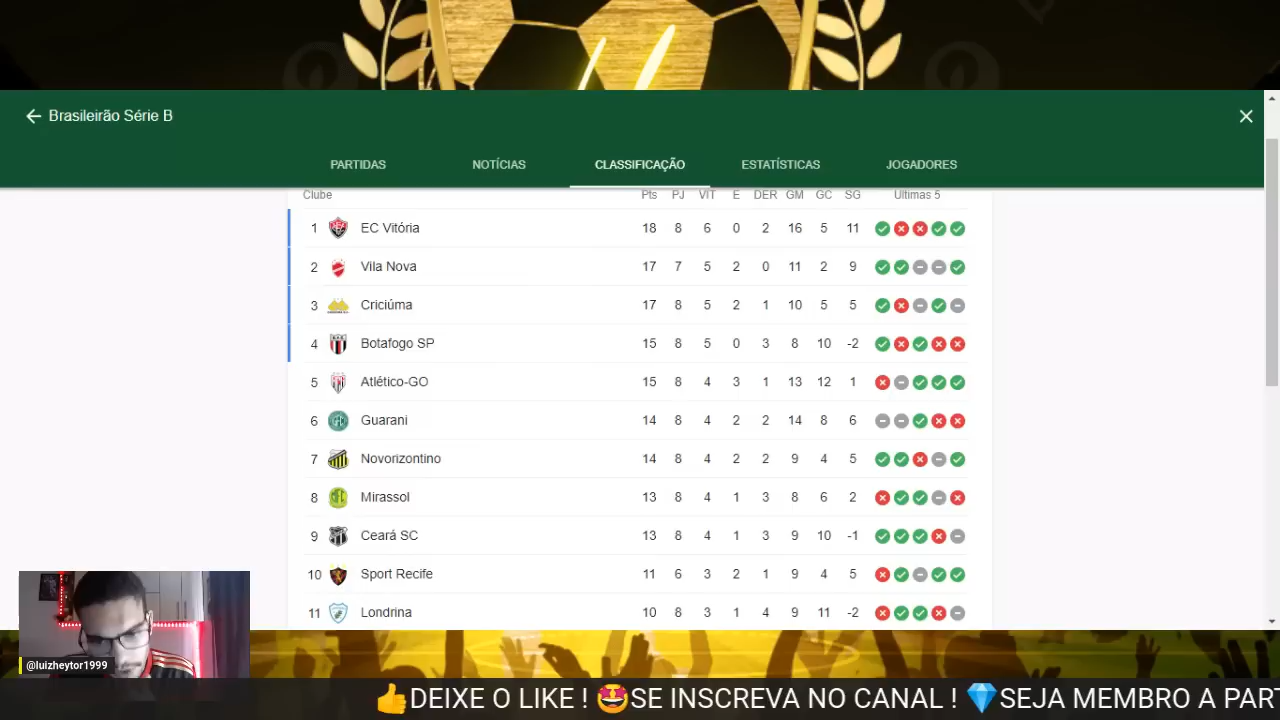 Brasileirão Série B
PARTIDAS NOTÍCIAS CLASSIFICAÇÃO ESTATÍSTICAS JOGADORES
Clube Pts PJ VIT E DER GM GC SG Últimas 5
1 EC Vitória 18 8 6 0 2 16 5 11
2 Vila Nova 17 7 5 2 0 11 2 9
3 Criciúma 17 8 5 2 1 10 5 5
4 Botafogo SP 15 8 5 0 3 8 10 -2
5 Atlético-GO 15 8 4 3 1 13 12 1
6 Guarani 14 8 4 2 2 14 8 6
7 Novorizontino 14 8 4 2 2 9 4 5
8 Mirassol 13 8 4 1 3 8 6 2
9 Ceará SC 13 8 4 1 3 9 10 -1
10 Sport Recife 11 6 3 2 1 9 4 5
11 Londrina 10 8 3 1 4 9 11 -2
@luizheytor1999
👍DEIXE O LIKE ! 🤩SE INSCREVA NO CANAL ! 💎SEJA MEMBRO A PART